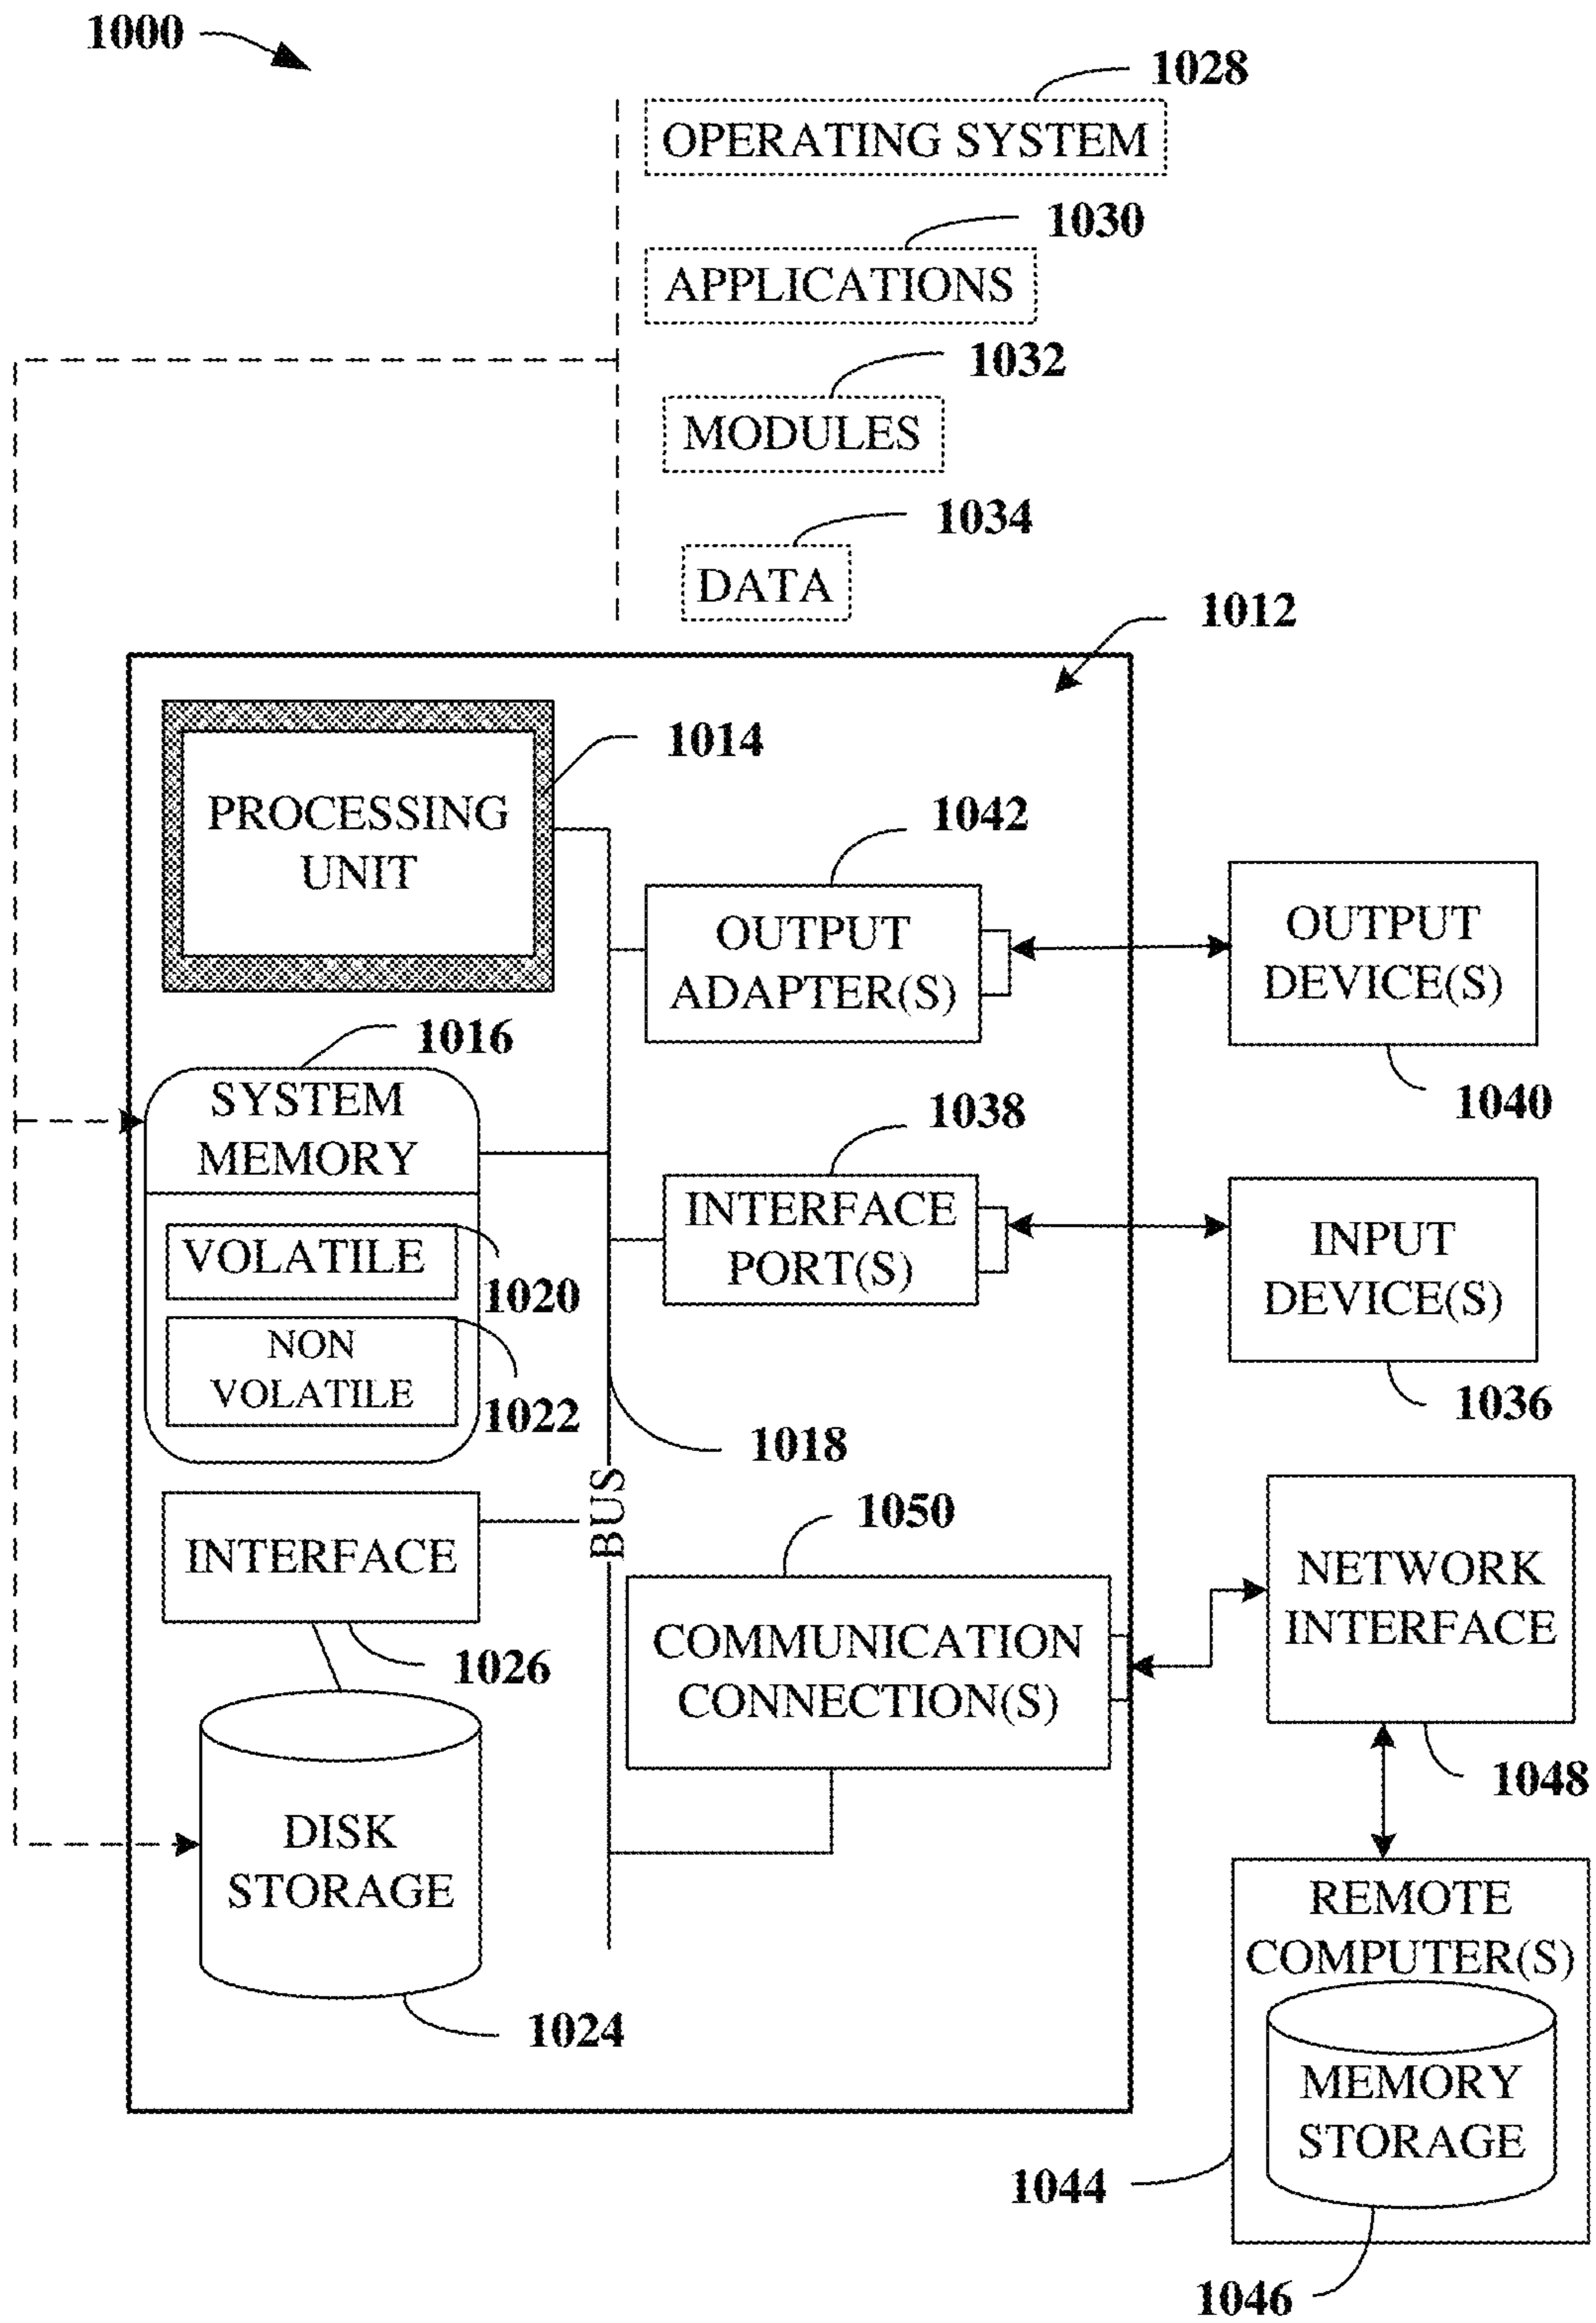 1000
1028
OPERATING SYSTEM
1030
APPLICATIONS
1032
MODULES
1034
DATA
1012
PROCESSING
UNIT
1014
1042
OUTPUT
ADAPTER(S)
OUTPUT
DEVICE(S)
1040
1016
SYSTEM
MEMORY
VOLATILE
1020
NON
VOLATILE
1022
1038
INTERFACE
PORT(S)
INPUT
DEVICE(S)
1036
1018
BUS
INTERFACE
1026
1050
COMMUNICATION
CONNECTION(S)
NETWORK
INTERFACE
1048
DISK
STORAGE
1024
REMOTE
COMPUTER(S)
MEMORY
STORAGE
1044
1046